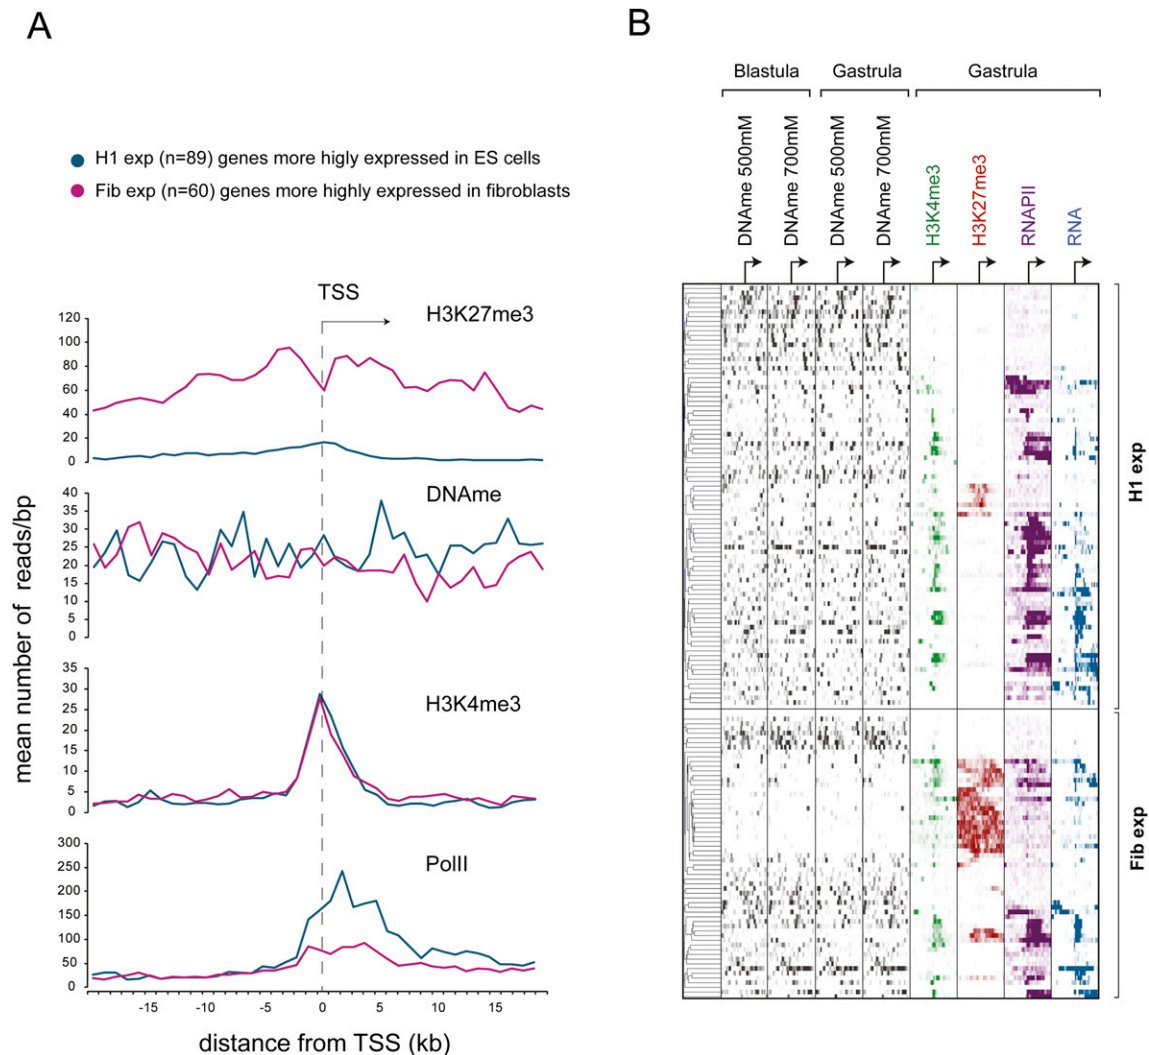 A
H1 exp (n=89) genes more higly expressed in ES cells
Fib exp (n=60) genes more highly expressed in fibroblasts
TSS
H3K27me3
120
100
80
60
40
20
0
DNAme
40
35
30
25
20
15
10
5
0
H3K4me3
35
30
25
20
15
10
5
0
PolII
300
250
200
150
100
50
0
-15 -10 -5 0 5 10 15
mean number of reads/bp
distance from TSS (kb)
B
Blastula Gastrula Gastrula
DNAme 500mM
DNAme 700mM
DNAme 500mM
DNAme 700mM
H3K4me3
H3K27me3
RNAPII
RNA
H1 exp
Fib exp